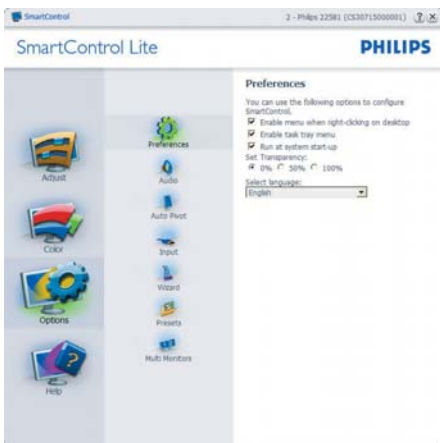 SmartControl
2 - Philips 225B1 (CS30715000001)
SmartControl Lite
PHILIPS
Adjust
Color
Options
Help
Preferences
Audio
Auto Pivot
Input
Wizard
Presets
Multi Monitors
Preferences
You can use the following options to configure
SmartControl.
Enable menu when right-clicking on desktop
Enable task tray menu
Run at system start-up
Set Transparency:
0% 50% 100%
Select language:
English